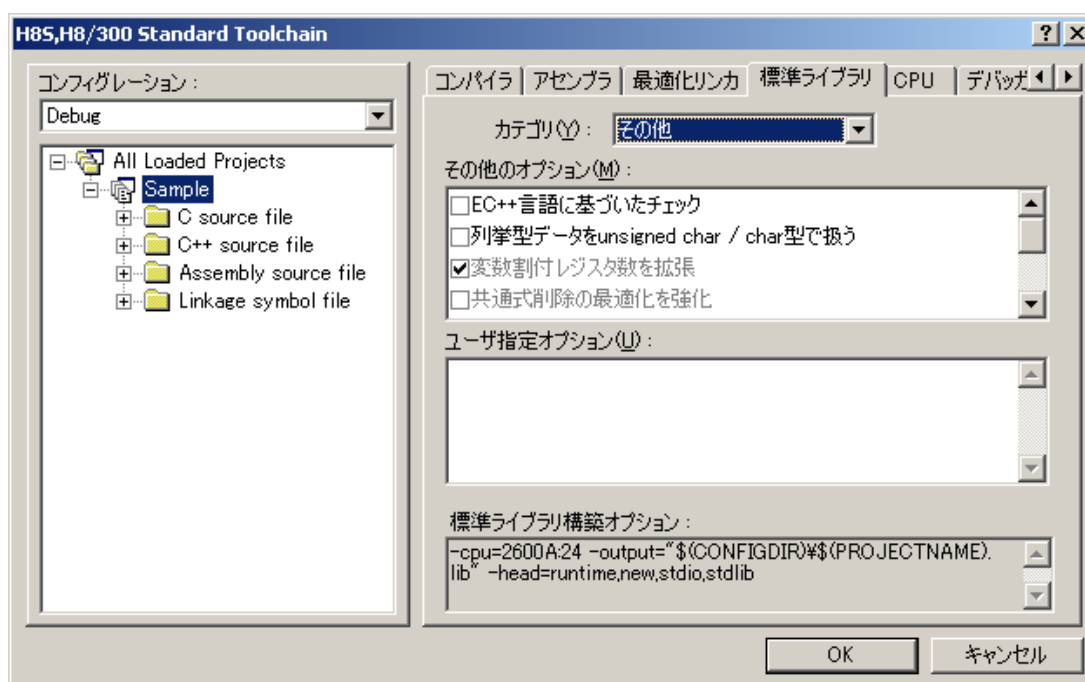 H8S,H8/300 Standard Toolchain
コンフィグレーション :
Debug
All Loaded Projects
Sample
C source file
C++ source file
Assembly source file
Linkage symbol file
コンパイラ アセンブラ 最適化リンカ 標準ライブラリ CPU デバッガ
カテゴリ(Y) : その他
その他のオプション(M) :
EC++言語に基づいたチェック
列挙型データをunsigned char / char型で扱う
変数割付レジスタ数を拡張
共通式削除の最適化を強化
ユーザ指定オプション(U) :
標準ライブラリ構築オプション :
-cpu=2600A:24 -output="$(CONFIGDIR)¥$(PROJECTNAME).
lib" -head=runtime,new,stdio,stdlib
OK キャンセル